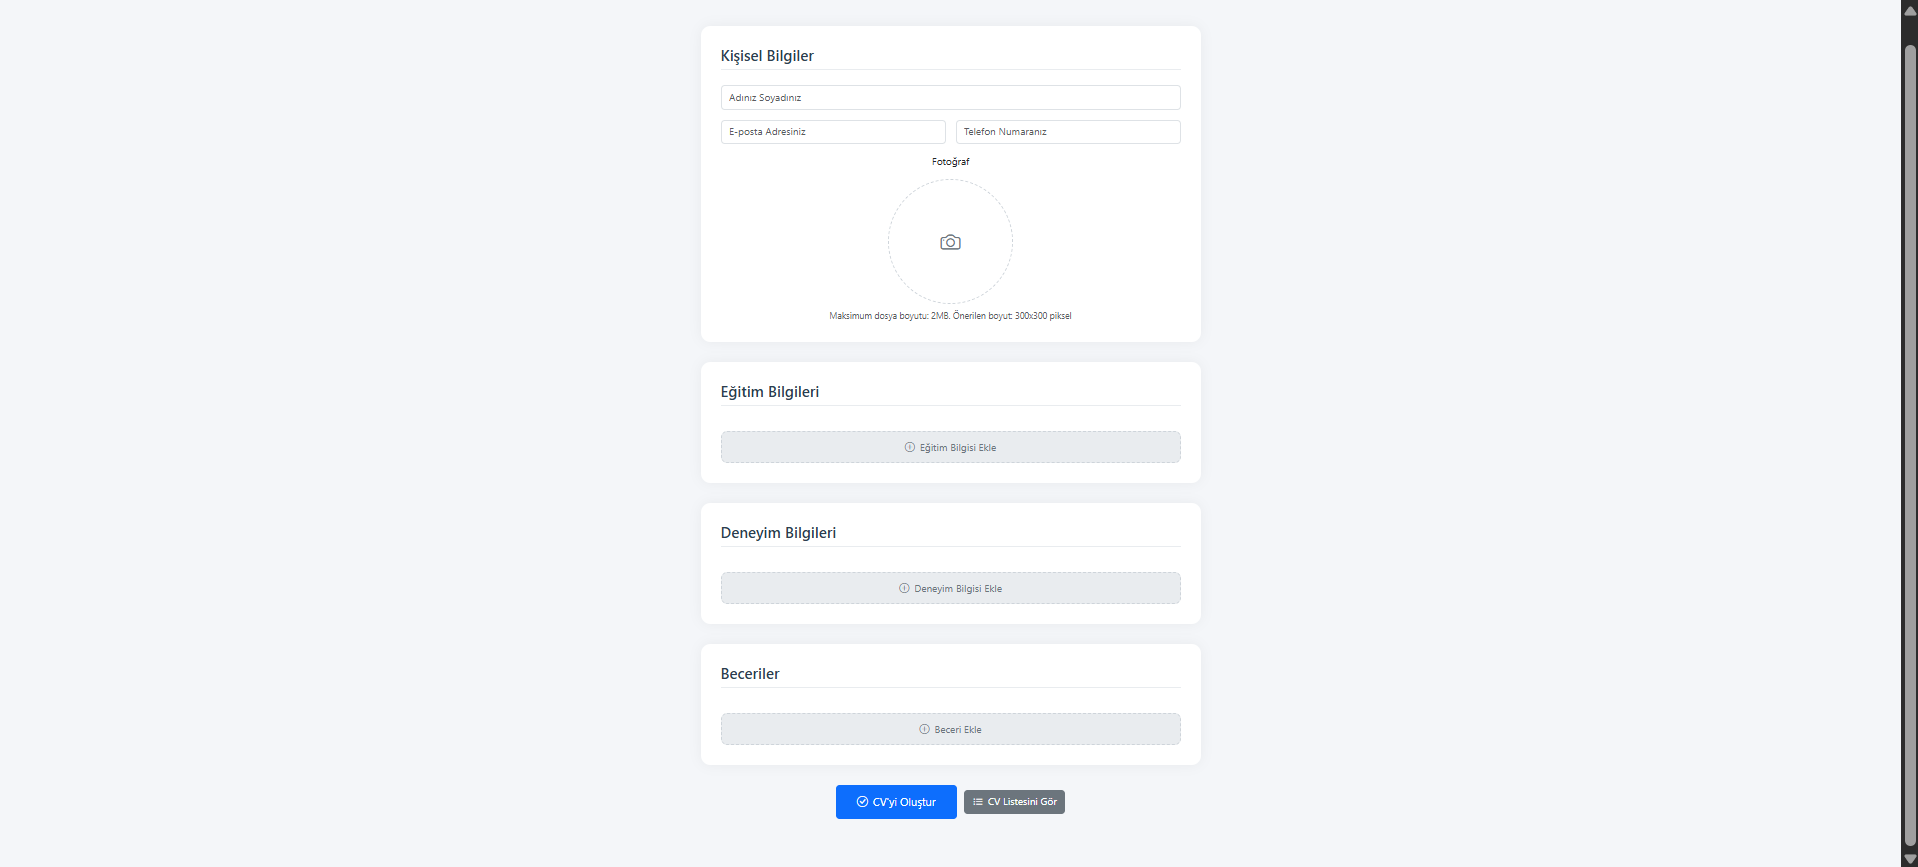 Kişisel Bilgiler
Adınız Soyadınız
E-posta Adresiniz
Telefon Numaranız
Fotoğraf
Maksimum dosya boyutu: 2MB. Önerilen boyut: 300x300 piksel
Eğitim Bilgileri
Eğitim Bilgisi Ekle
Deneyim Bilgileri
Deneyim Bilgisi Ekle
Beceriler
Beceri Ekle
CV'yi Oluştur
CV Listesini Gör